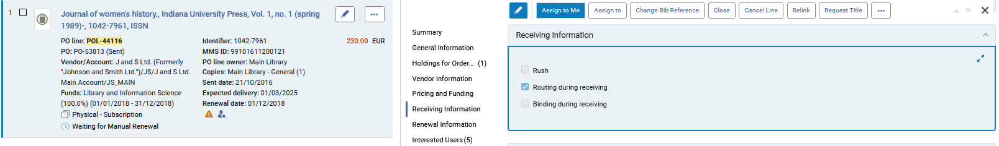 1
Journal of women's history., Indiana University Press, Vol. 1, no. 1 (spring
1989)-, 1042-7961, ISSN
PO line: POL-44116
PO: PO-53813 (Sent)
Vendor/Account: J and S Ltd. (Formerly
"Johnson and Smith Ltd.")/JS/J and S Ltd.
Main Account/JS_MAIN
Funds: Library and Information Science
(100.0%) (01/01/2018 - 31/12/2018)
Physical - Subscription
Waiting for Manual Renewal
Identifier: 1042-7961
MMS ID: 99101611200121
PO line owner: Main Library
Copies: Main Library - General (1)
Sent date: 21/10/2016
Expected delivery: 01/03/2025
Renewal date: 01/12/2018
230.00 EUR
Summary
General Information
Holdings for Order... (1)
Vendor Information
Pricing and Funding
Receiving Information
Renewal Information
Interested Users (5)
Assign to Me
Assign to
Change Bib Reference
Close
Cancel Line
Relink
Request Title
Receiving Information
Rush
Routing during receiving
Binding during receiving